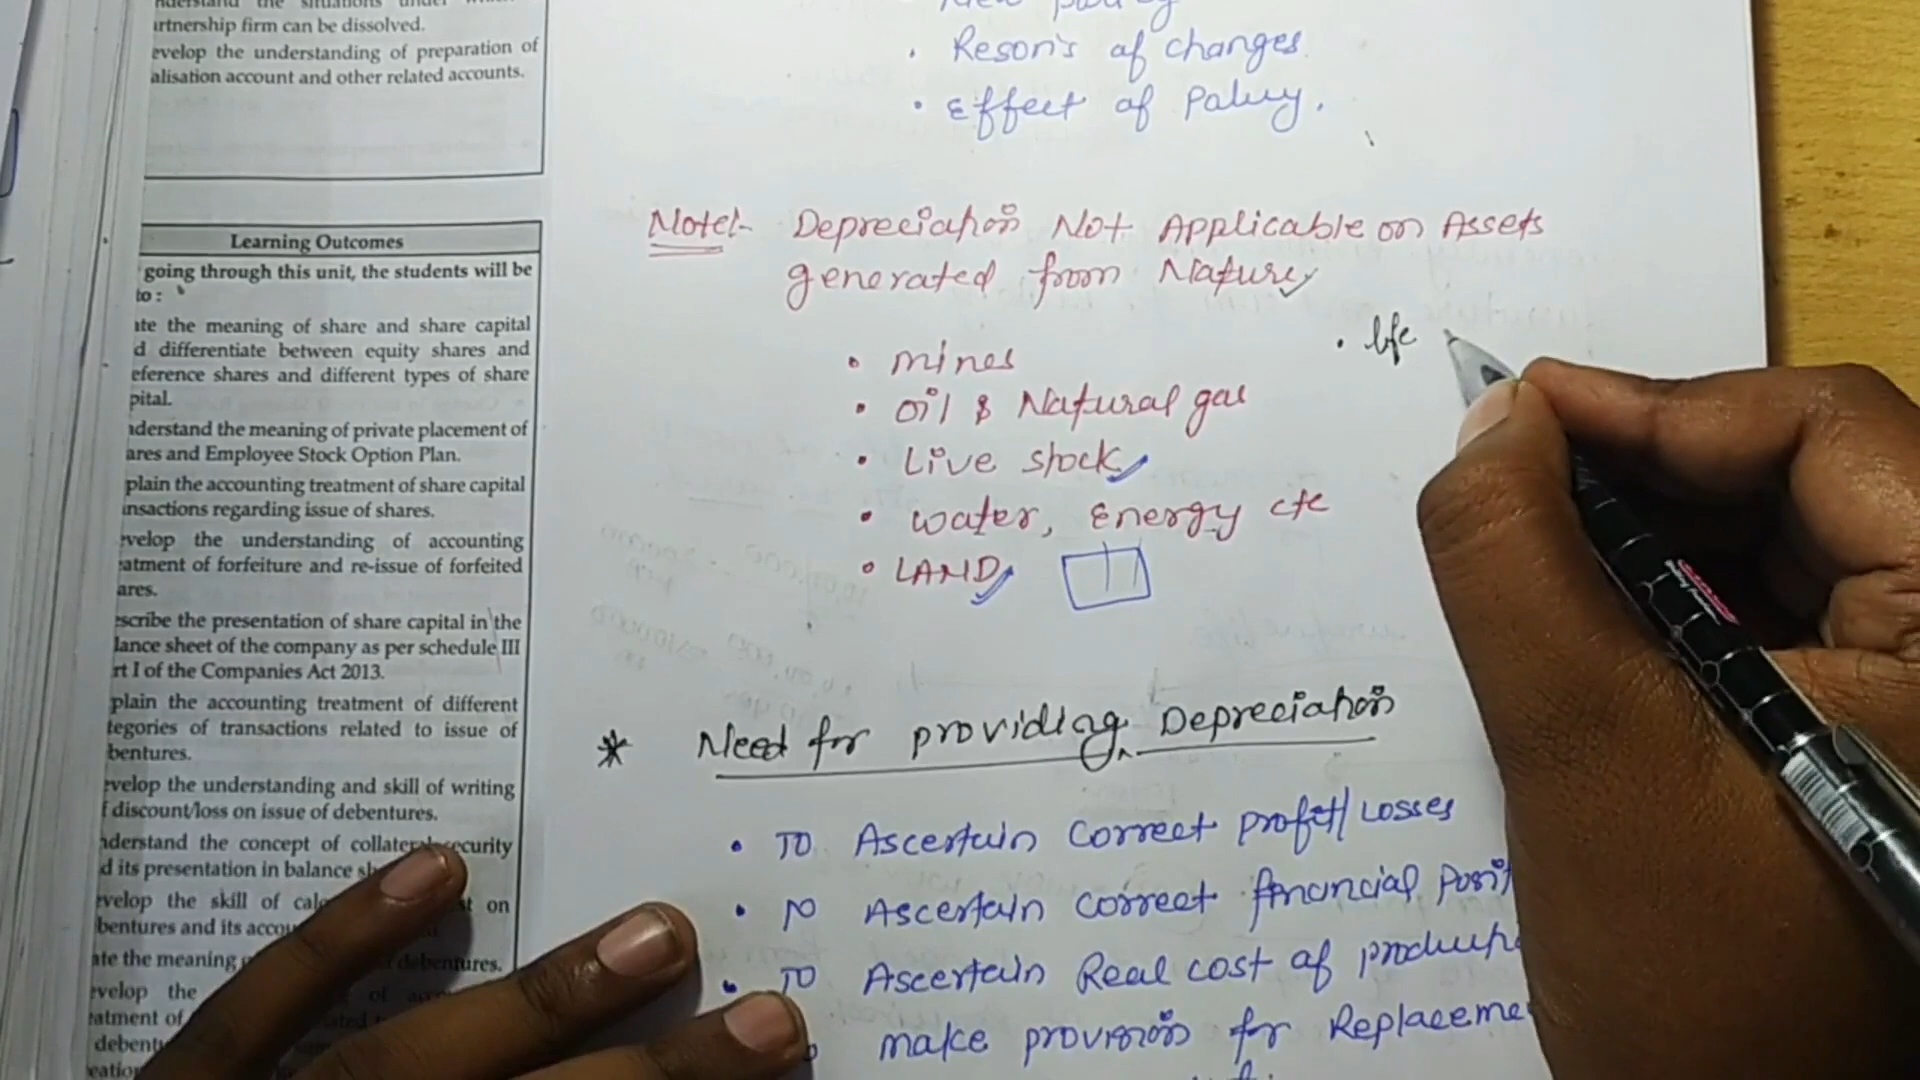 rtnership firm can be dissolved.
evelop the understanding of preparation of
alisation account and other related accounts.
Learning Outcomes
going through this unit, the students will be
to :
ate the meaning of share and share capital
d differentiate between equity shares and
eference shares and different types of share
pital.
nderstand the meaning of private placement of
ares and Employee Stock Option Plan.
plain the accounting treatment of share capital
ansactions regarding issue of shares.
evelop the understanding of accounting
eatment of forfeiture and re-issue of forfeited
ares.
escribe the presentation of share capital in the
lance sheet of the company as per schedule III
rt I of the Companies Act 2013.
plain the accounting treatment of different
tegories of transactions related to issue of
bentures.
evelop the understanding and skill of writing
f discount/loss on issue of debentures.
nderstand the concept of collateral security
d its presentation in balance
evelop the skill of on
bentures and its
ate the meaning debentures.
evelop the of
eatment of
debent
• Reson's of changes
• Effect of Paluy.
Note:- Depreciation Not Applicable on Assets
generated from Nature
• life
• mines
• Oil & Natural gas
• Live stock
• water, Energy etc
• LAND
* Need for providing Depreciation
• To Ascertain Correct profit/Losses
• To Ascertain Correct financial Posit
• To Ascertain Real cost of product
make provision for Replaceme